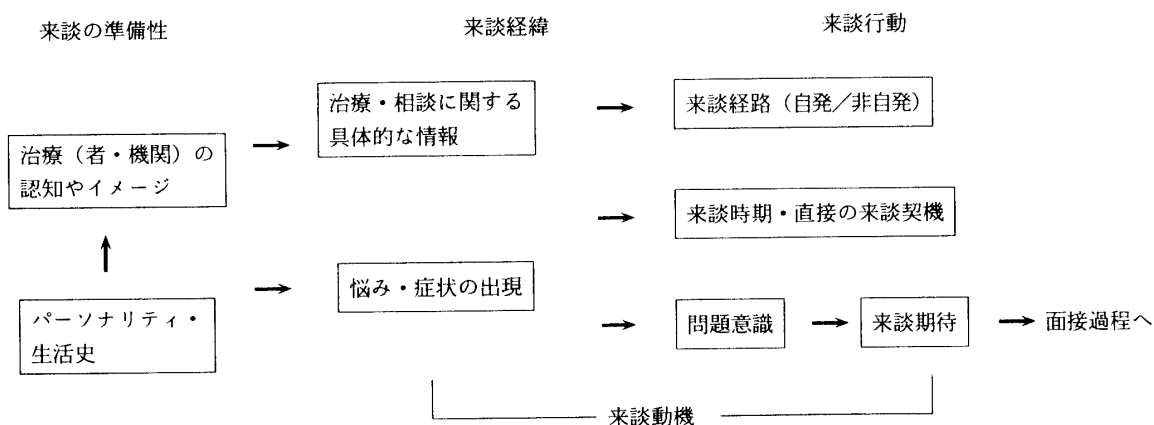 来談の準備性
来談経緯
来談行動
治療(者・機関)の
認知やイメージ
治療・相談に関する
具体的な情報
来談経路(自発/非自発)
来談時期・直接の来談契機
パーソナリティ・
生活史
悩み・症状の出現
問題意識
来談期待
面接過程へ
来談動機